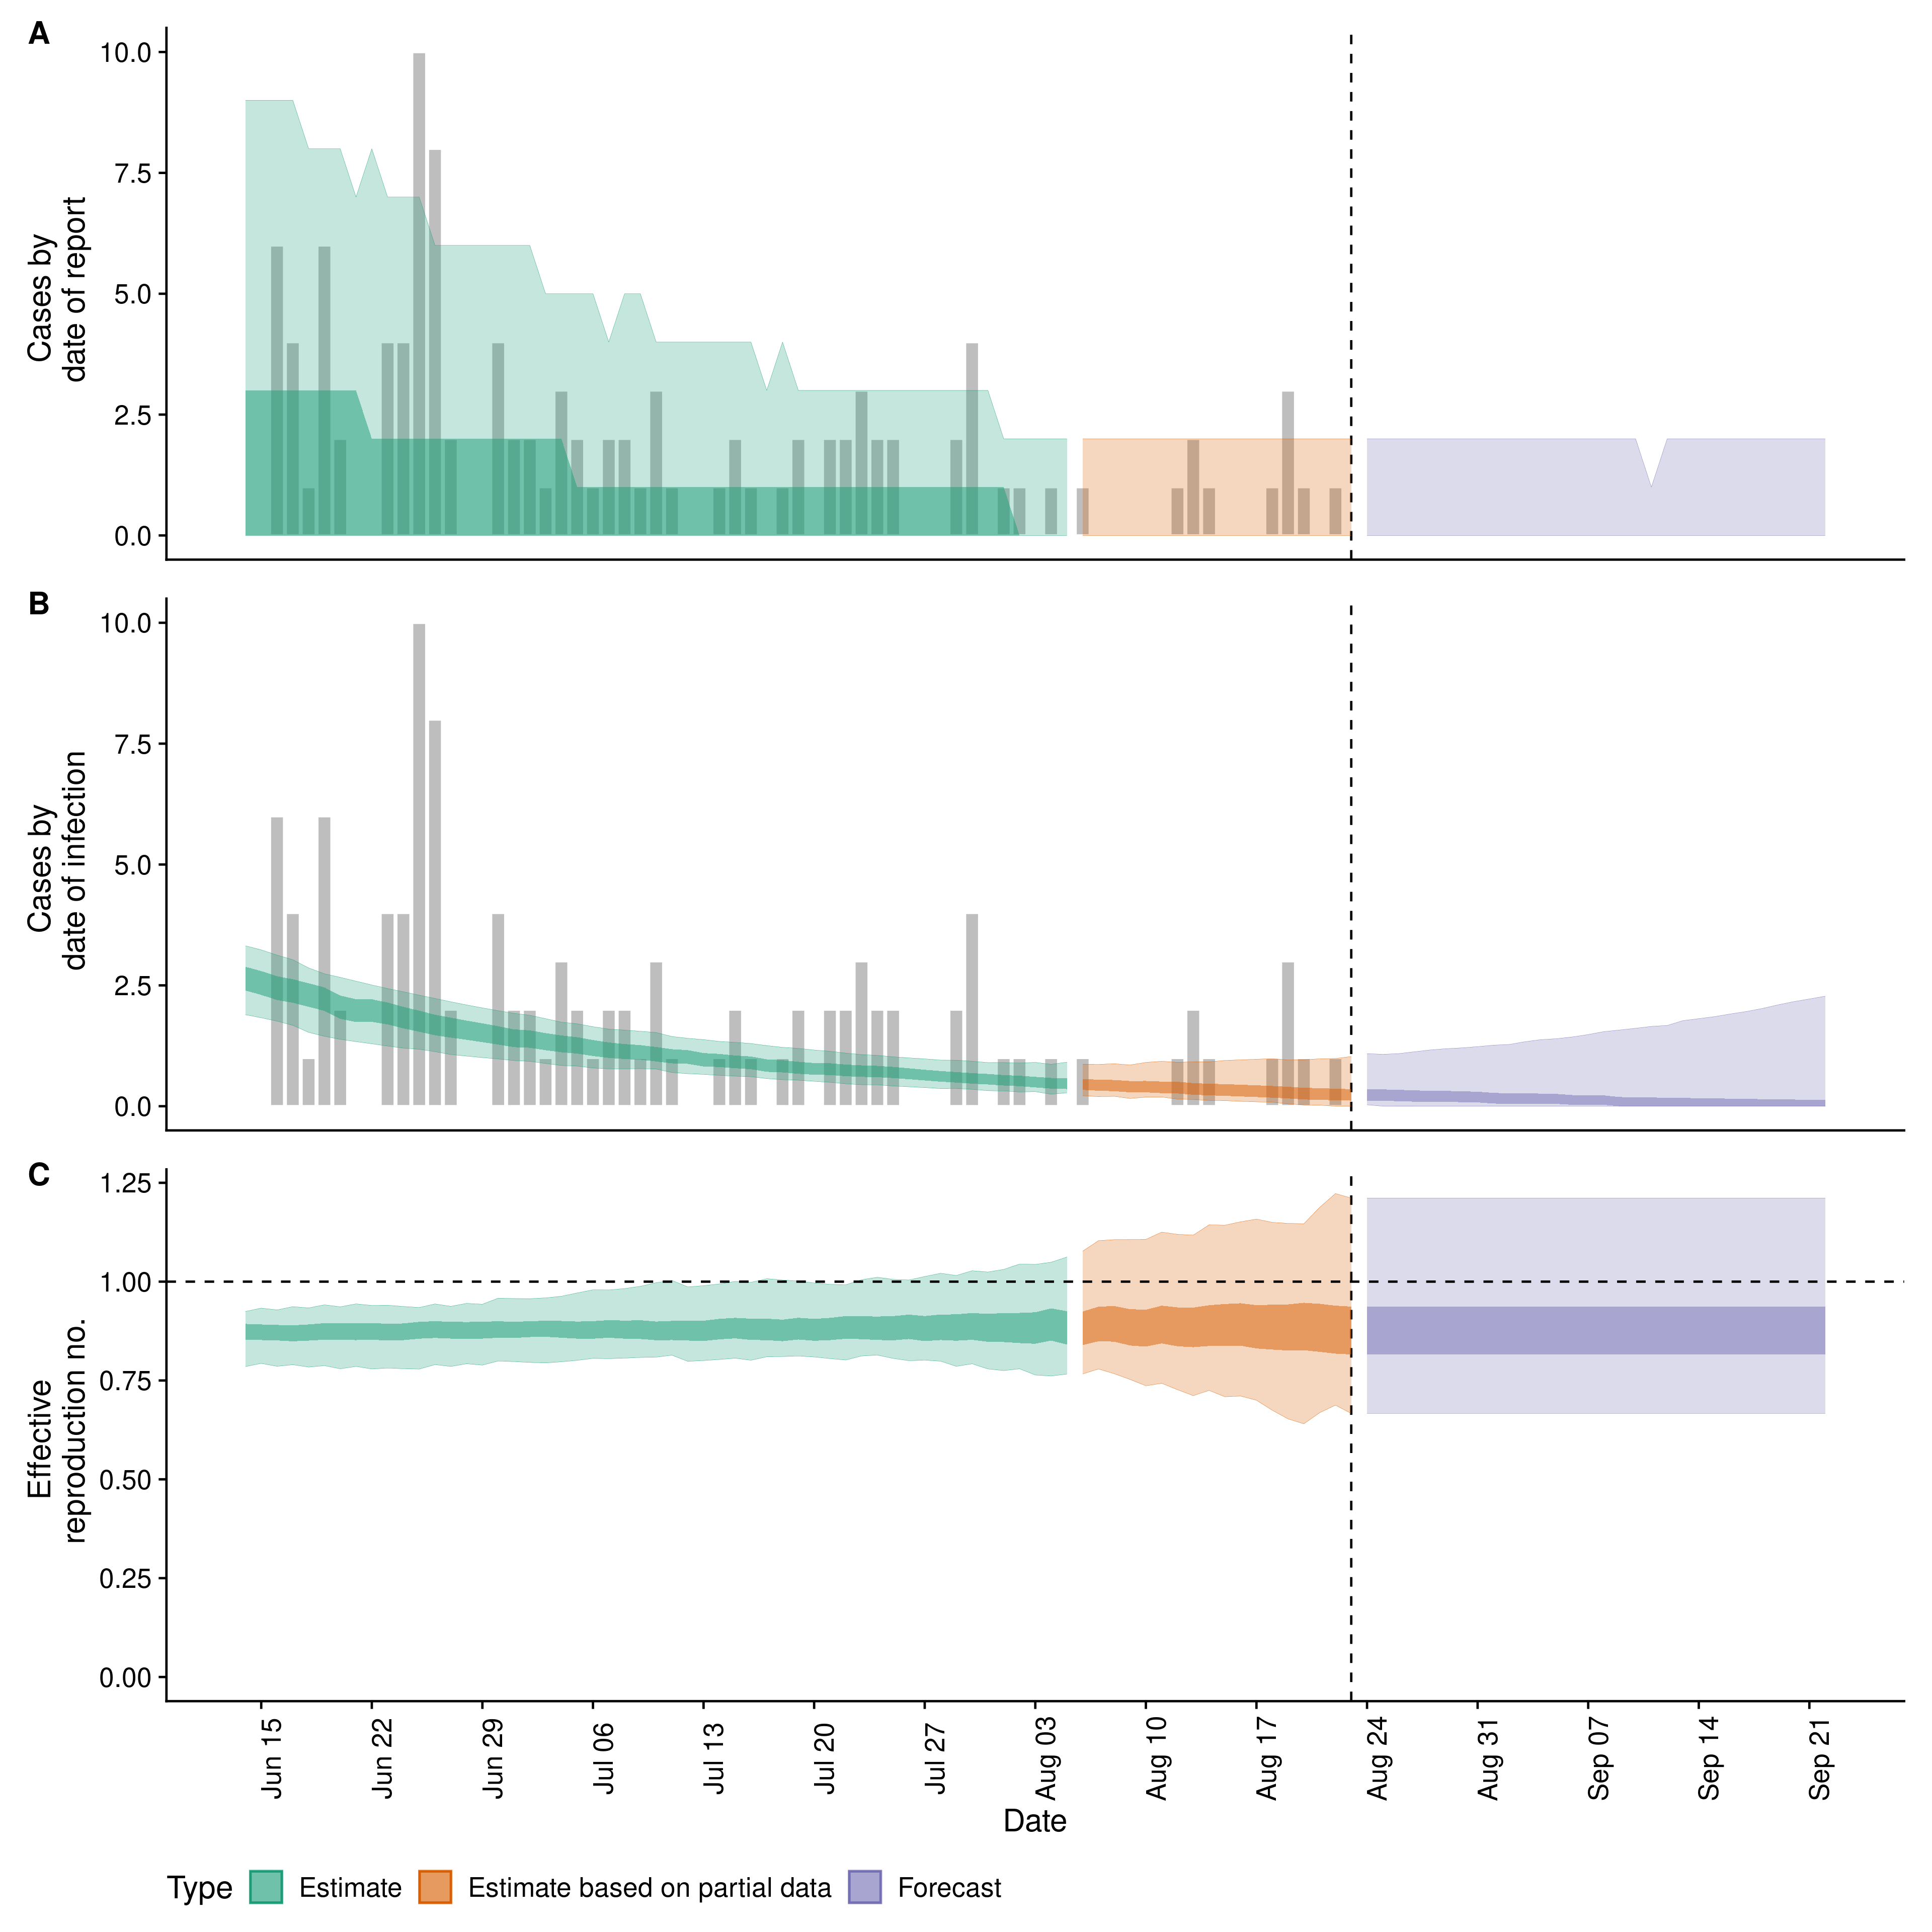 A
10.0
7.5
5.0
2.5
0.0
Cases by
date of report
B
10.0
7.5
5.0
2.5
0.0
Cases by
date of infection
C
1.25
1.00
0.75
0.50
0.25
0.00
Effective
reproduction no.
Jun 15
Jun 22
Jun 29
Jul 06
Jul 13
Jul 20
Jul 27
Aug 03
Aug 10
Aug 17
Aug 24
Aug 31
Sep 07
Sep 14
Sep 21
Date
Type Estimate Estimate based on partial data Forecast